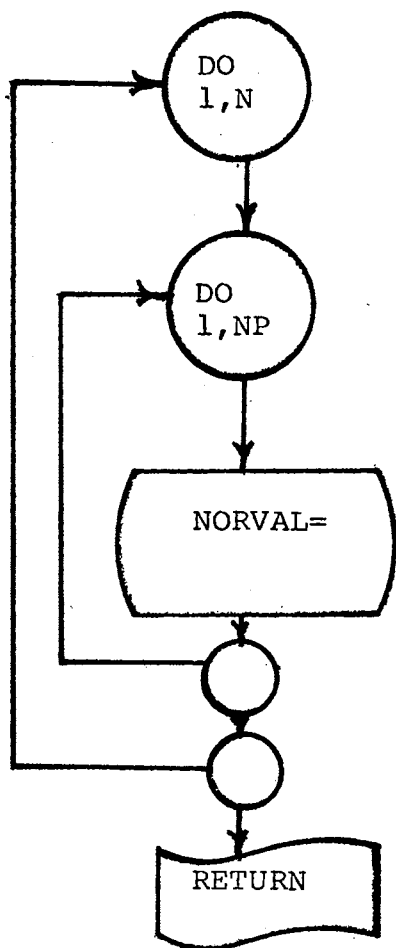 DO
1,N
DO
1,NP
NORVAL=
RETURN